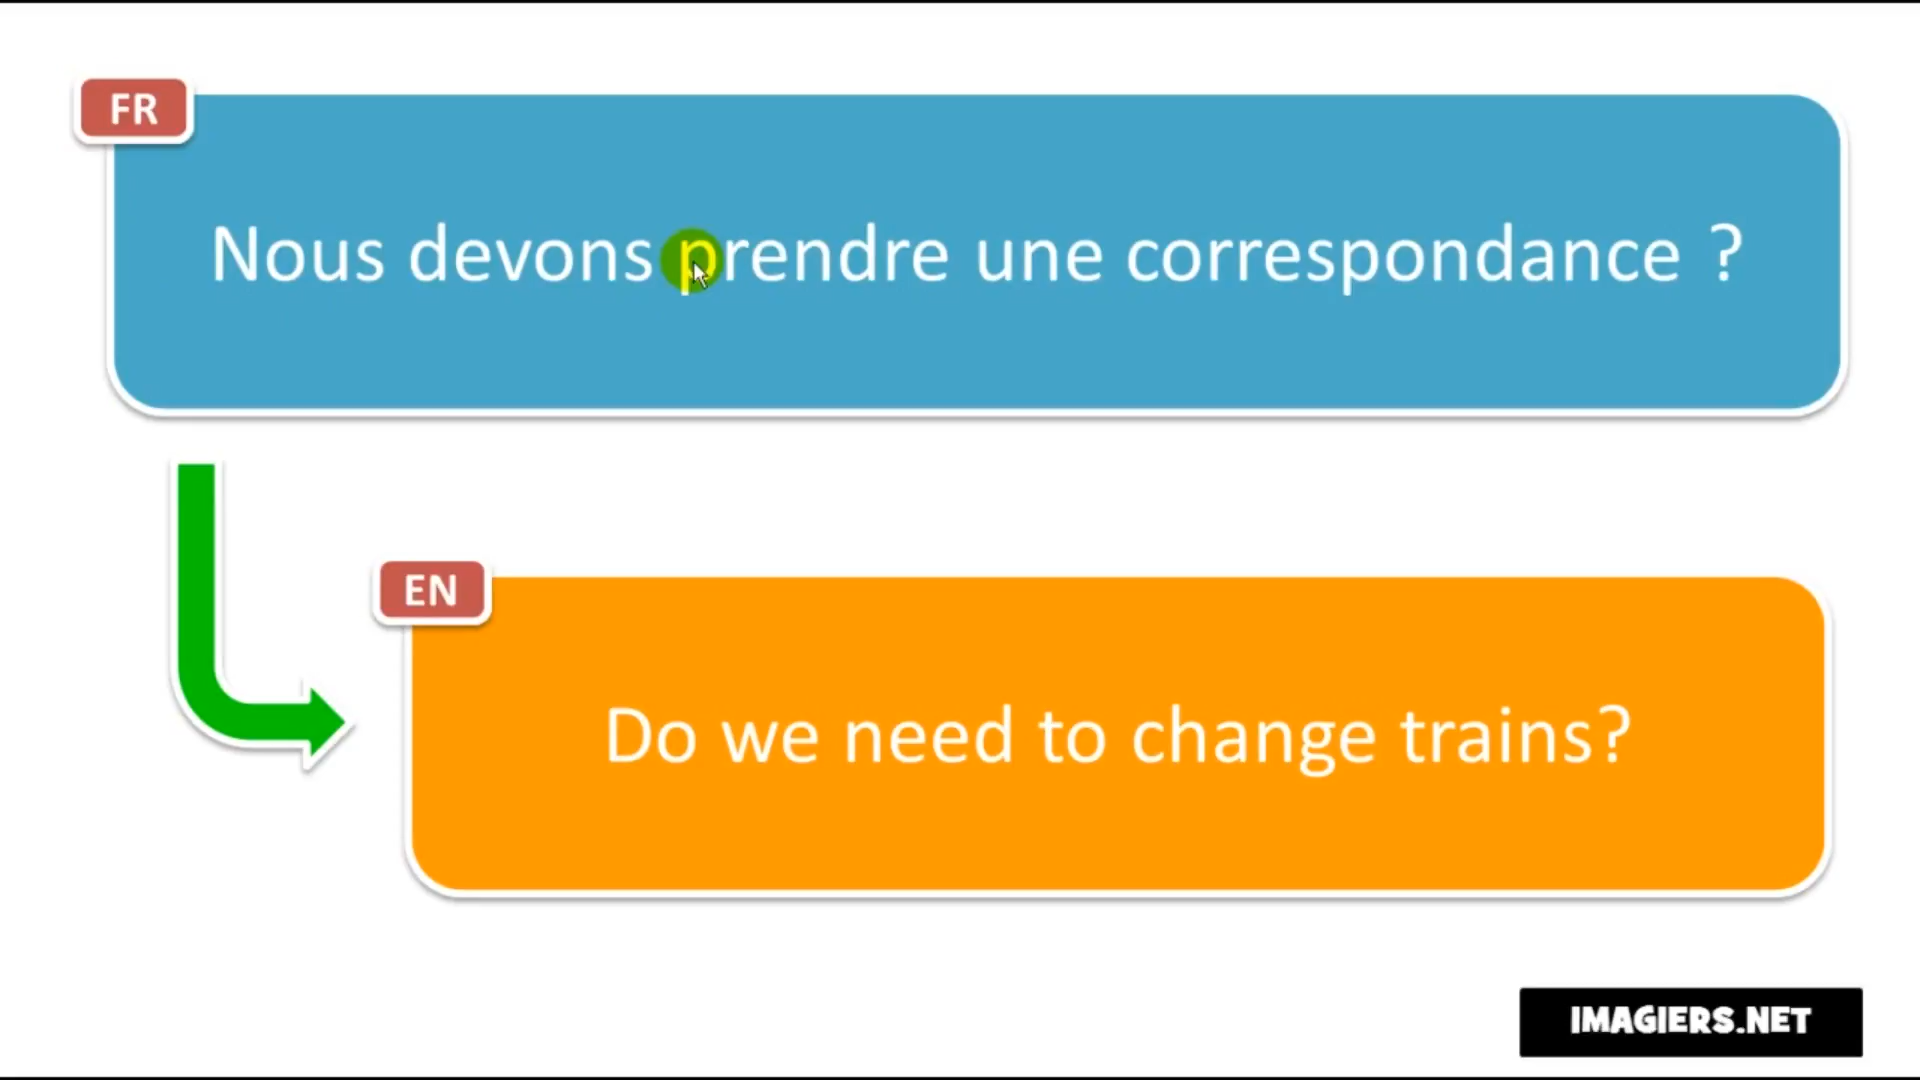 FR
Nous devons prendre une correspondance ?
EN
Do we need to change trains?
IMAGIERS.NET